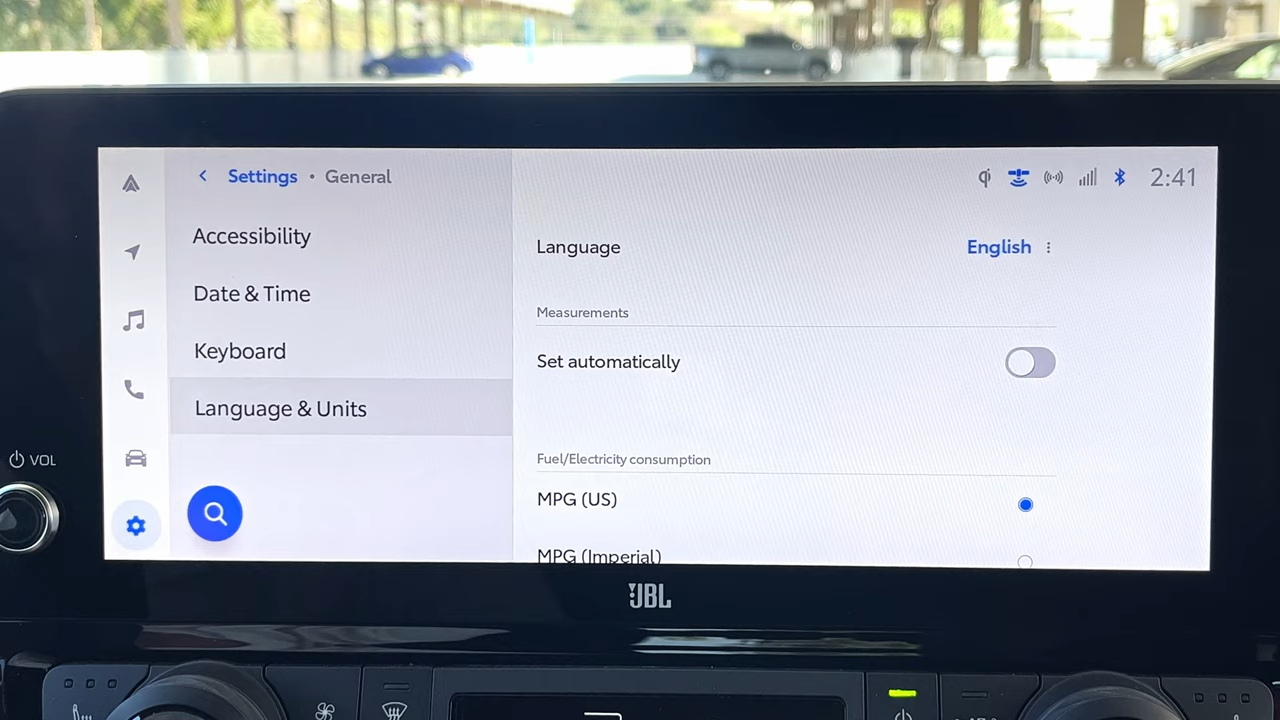 Settings • General
2:41
Accessibility
Date & Time
Keyboard
Language & Units
Language
English
Measurements
Set automatically
Fuel/Electricity consumption
MPG (US)
MPG (Imperial)
VOL
JBL